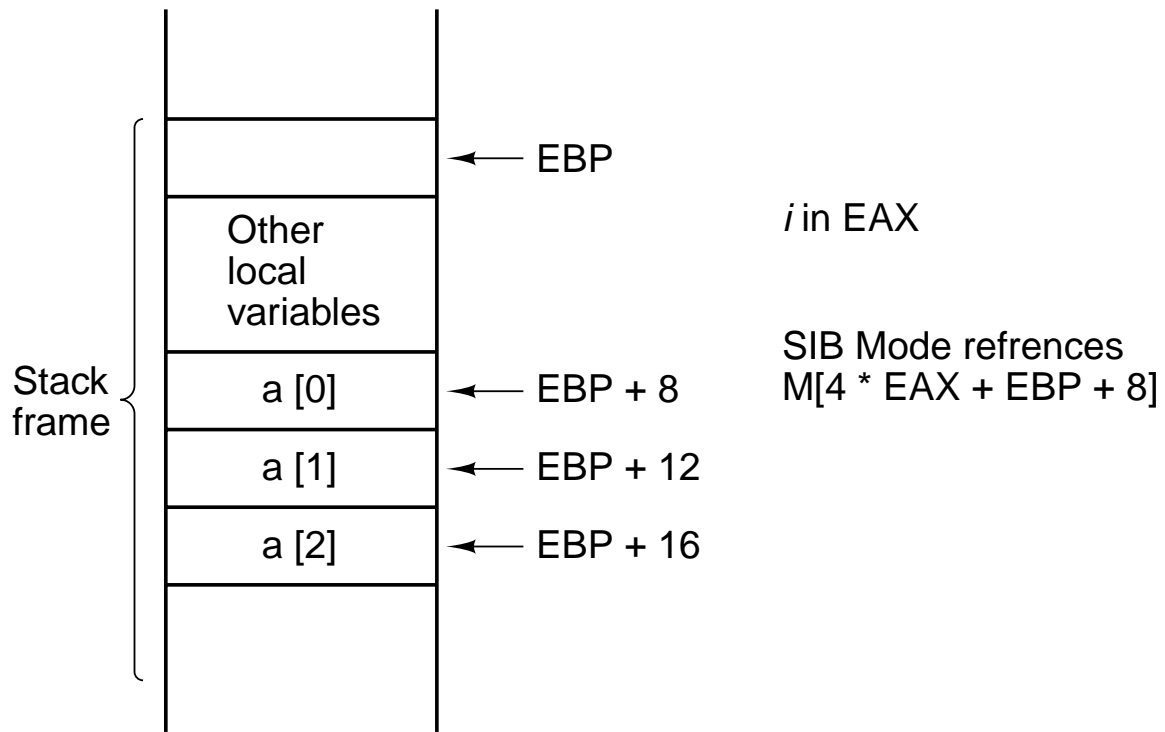 EBP
i in EAX
Other
local
variables
SIB Mode refrences
M[4 * EAX + EBP + 8]
Stack
frame
a [0]
EBP + 8
a [1]
EBP + 12
a [2]
EBP + 16